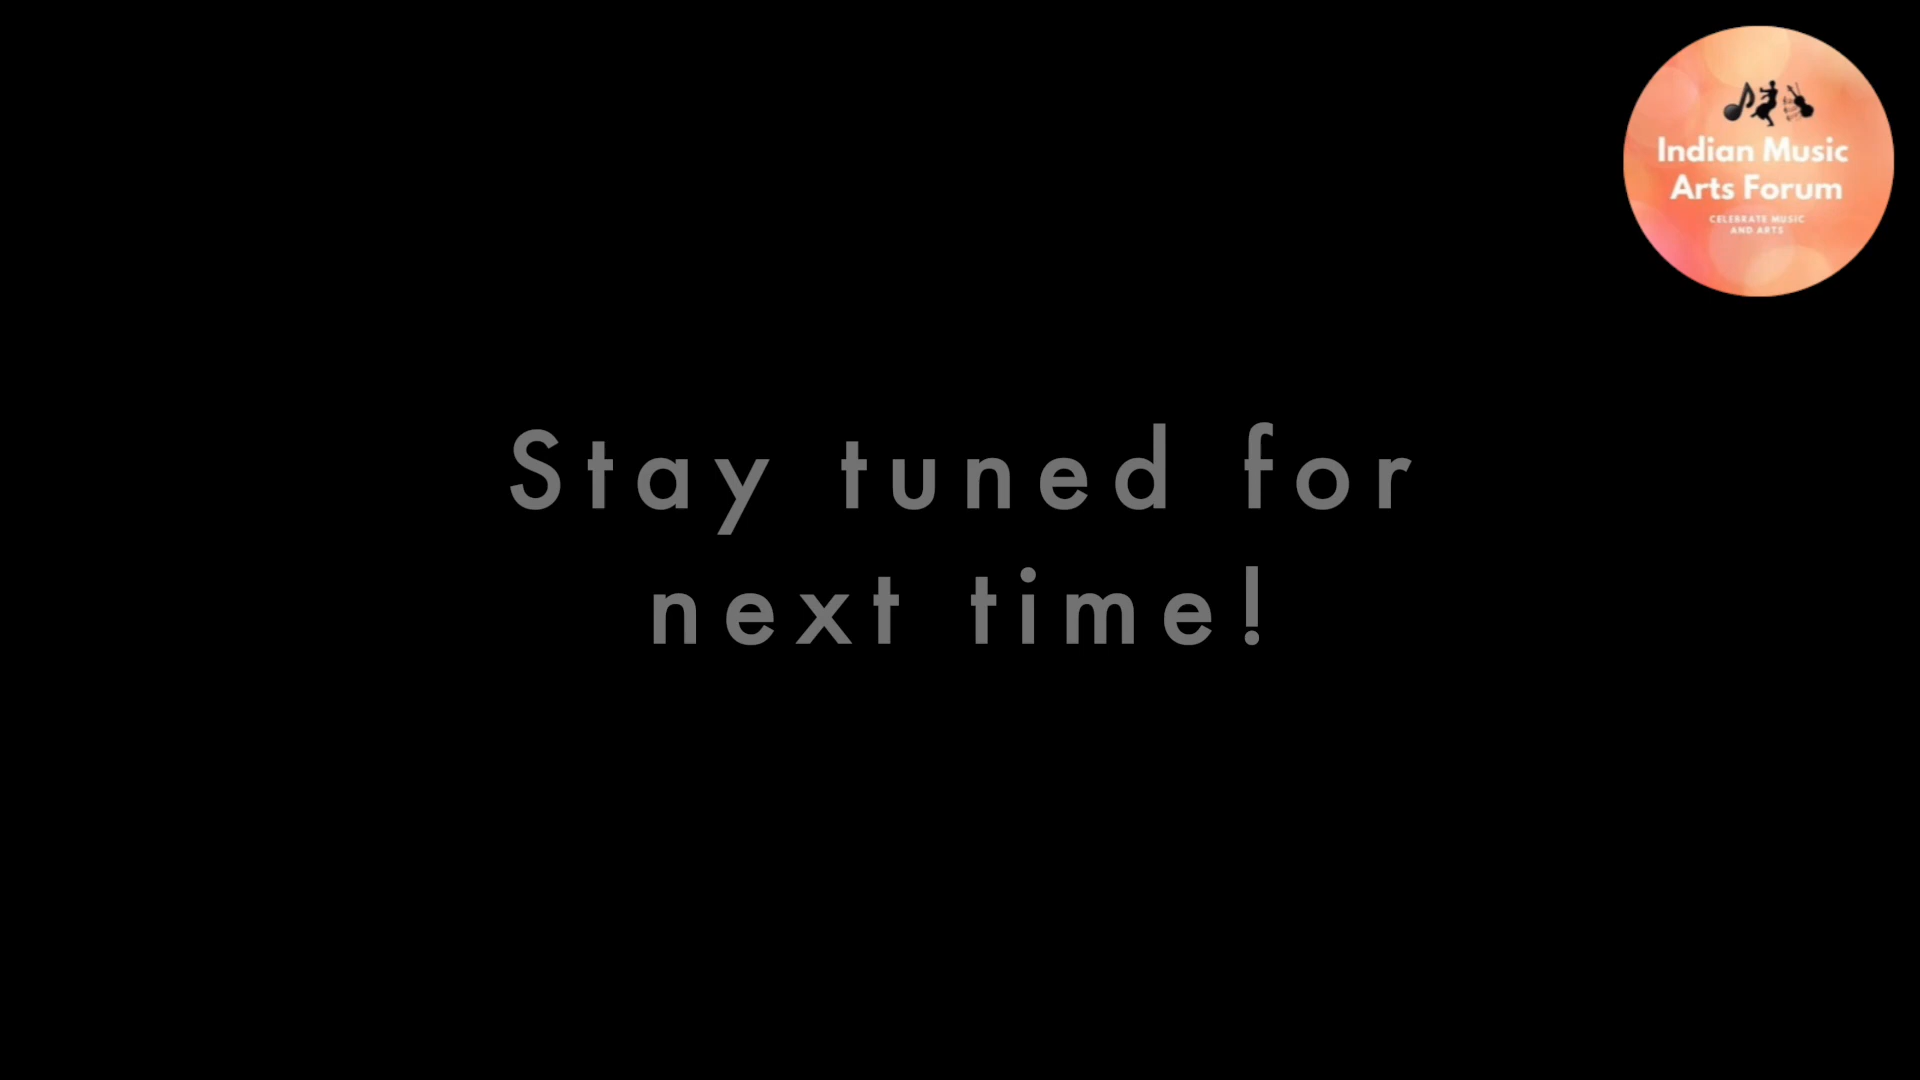 Indian Music
Arts Forum
CELEBRATE MUSIC
AND ARTS
Stay tuned for
next time!